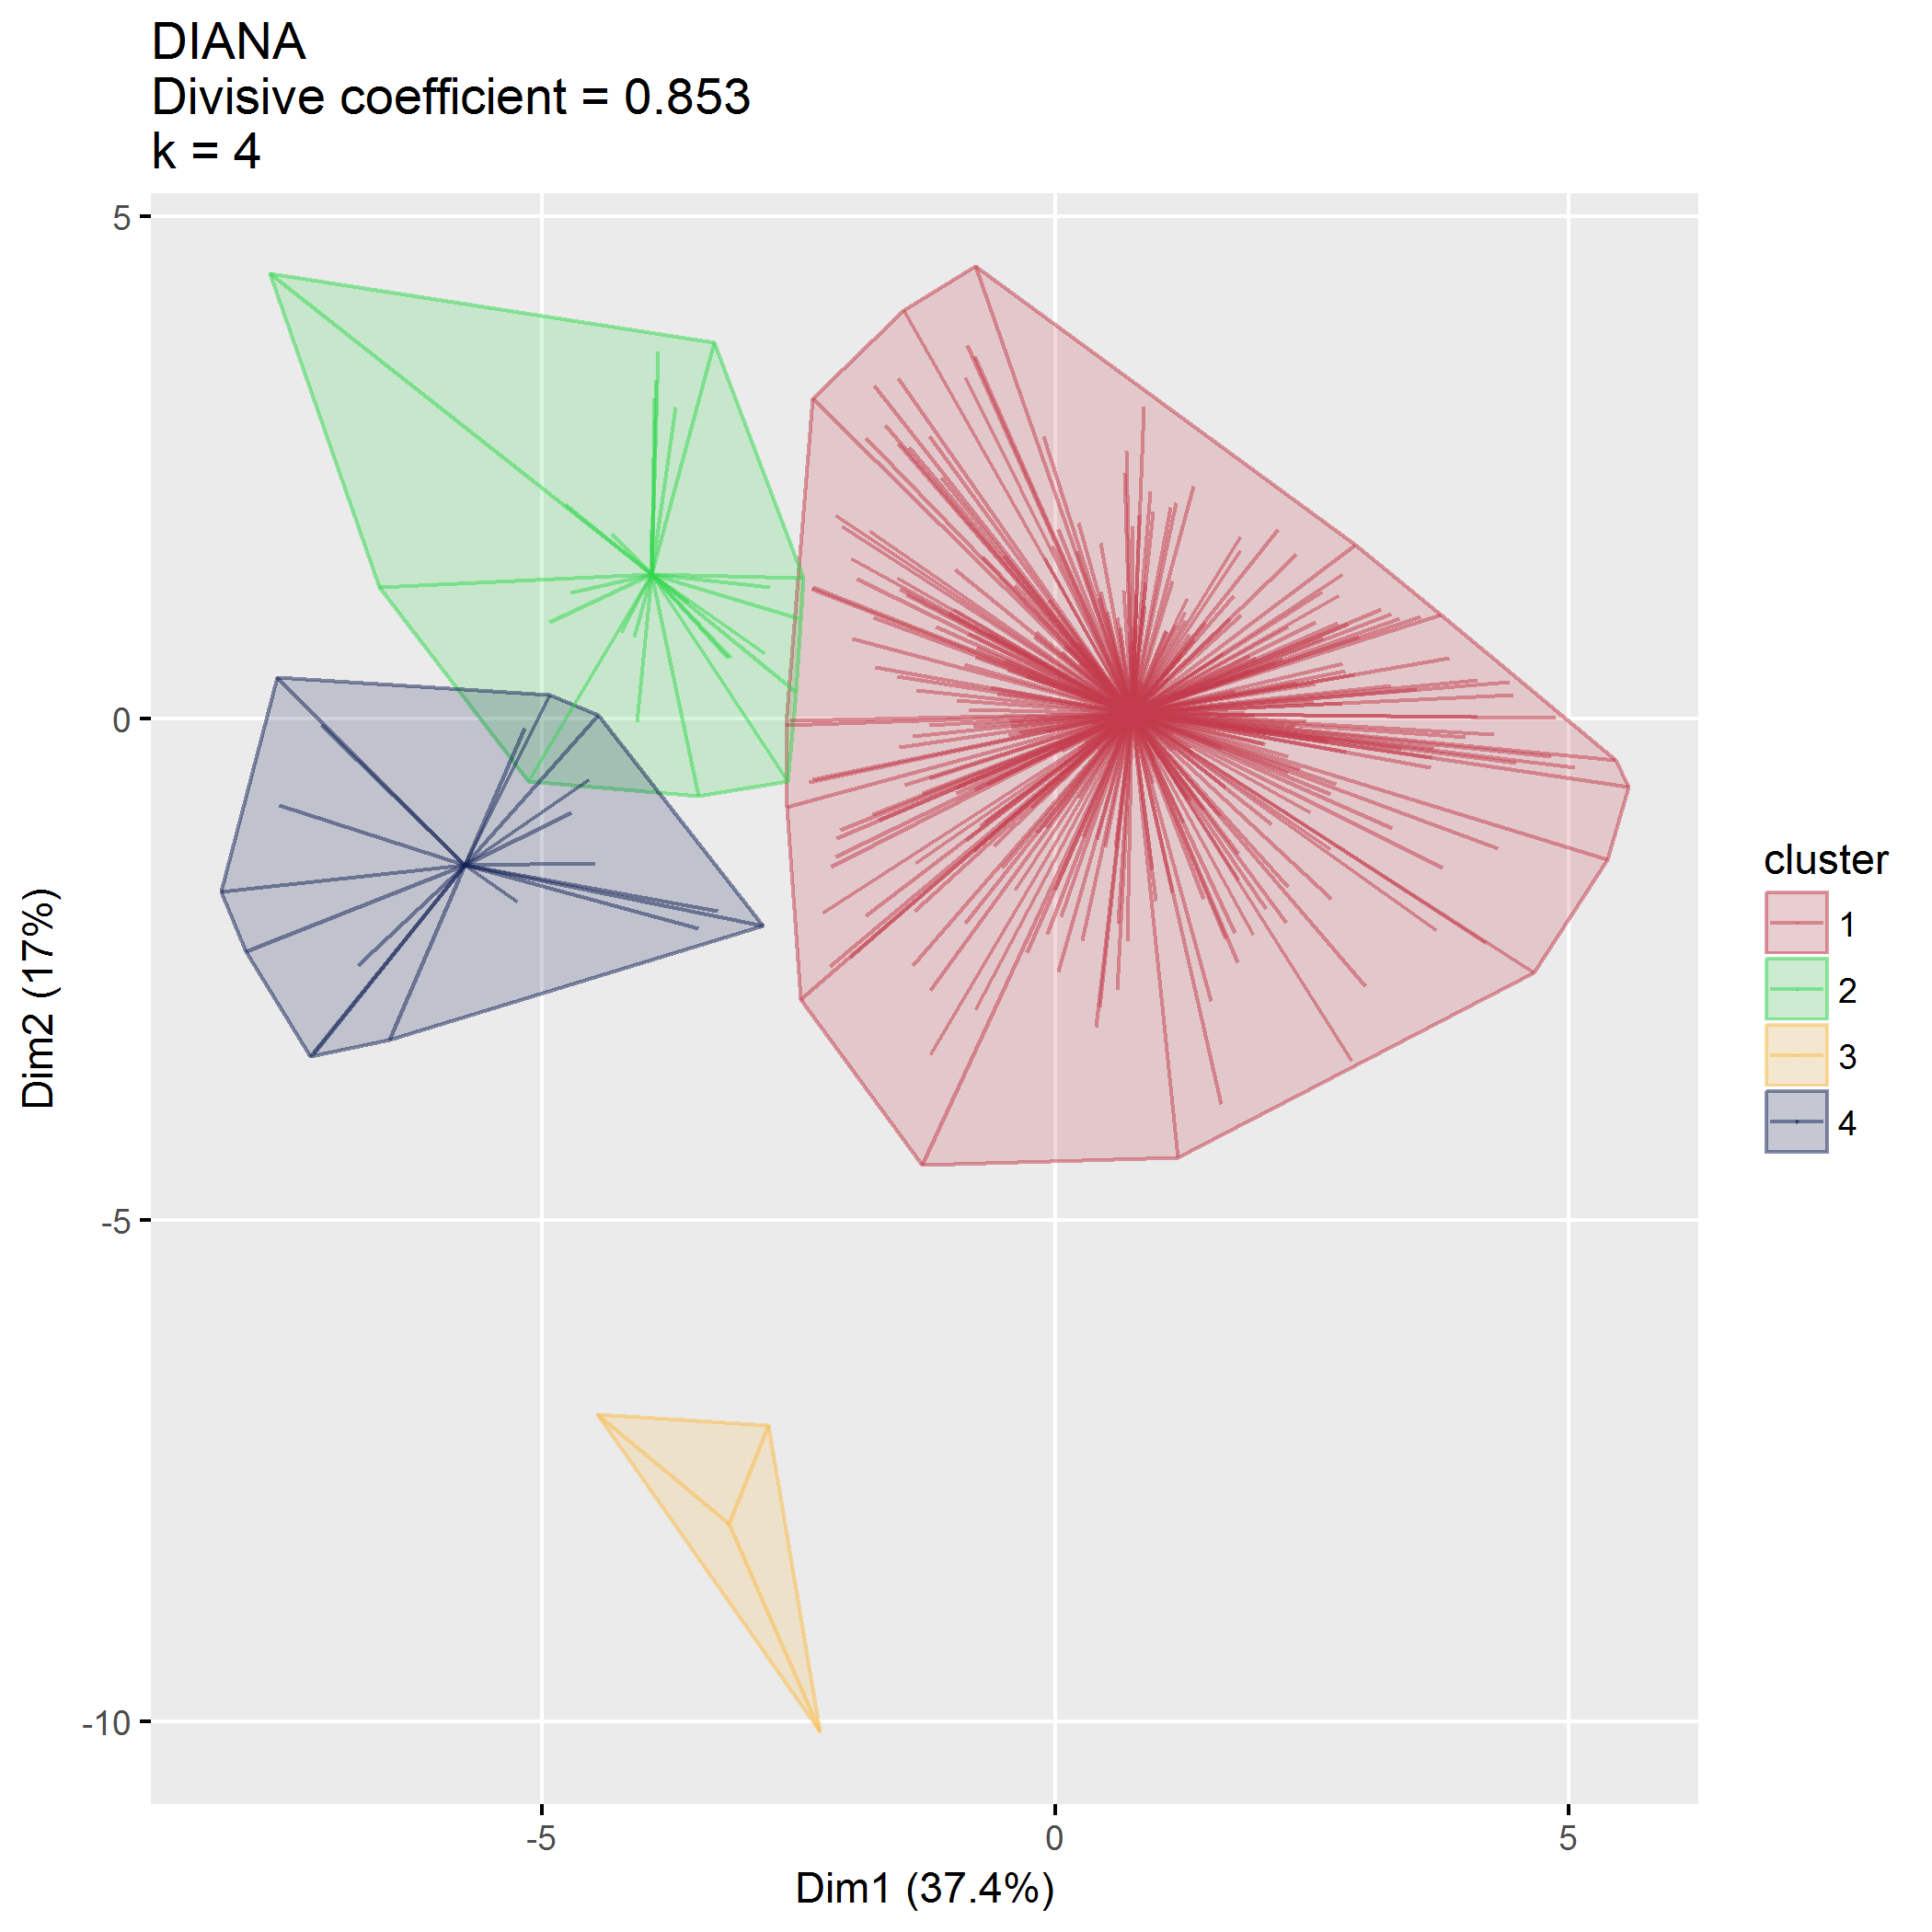 DIANA
Divisive coefficient = 0.853
k = 4
5
0
-5
-10
Dim2 (17%)
-5
0
5
Dim1 (37.4%)
cluster
1
2
3
4